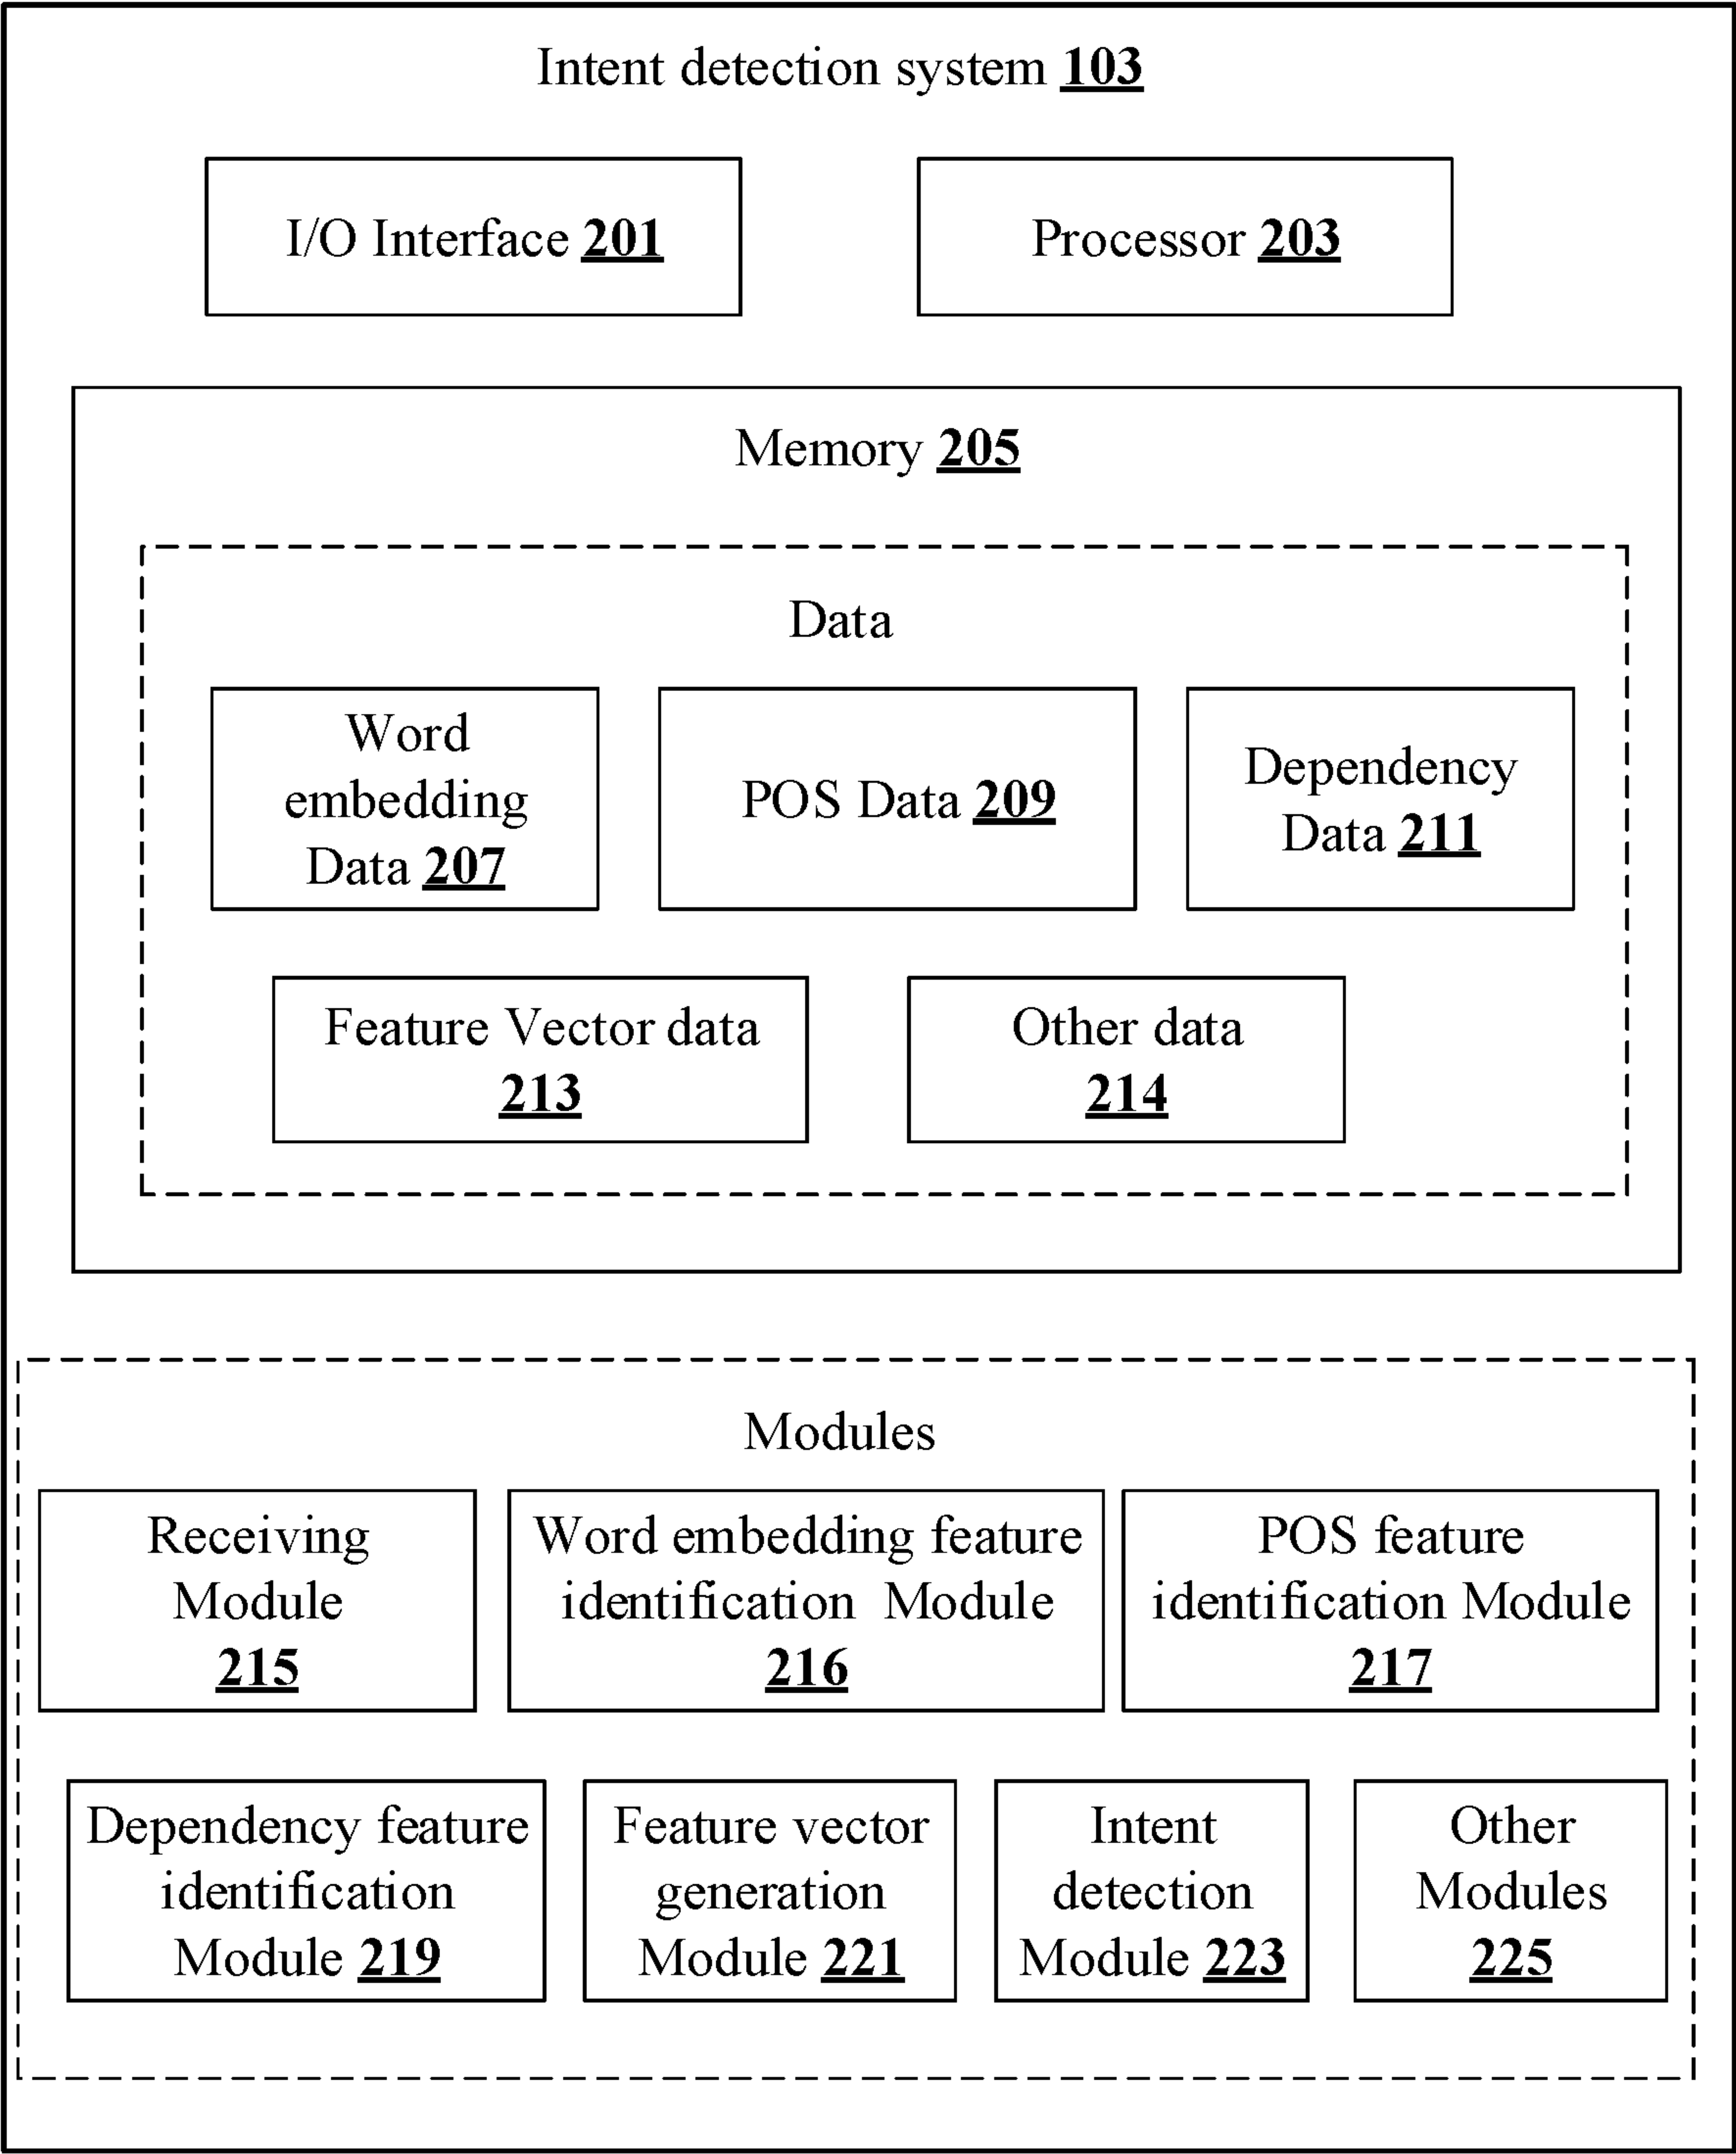 Intent detection system 103
I/O Interface 201
Processor 203
Memory 205
Data
Word
embedding
Data 207
POS Data 209
Dependency
Data 211
Feature Vector data
213
Other data
214
Modules
Receiving
Module
215
Word embedding feature
identification Module
216
POS feature
identification Module
217
Dependency feature
identification
Module 219
Feature vector
generation
Module 221
Intent
detection
Module 223
Other
Modules
225